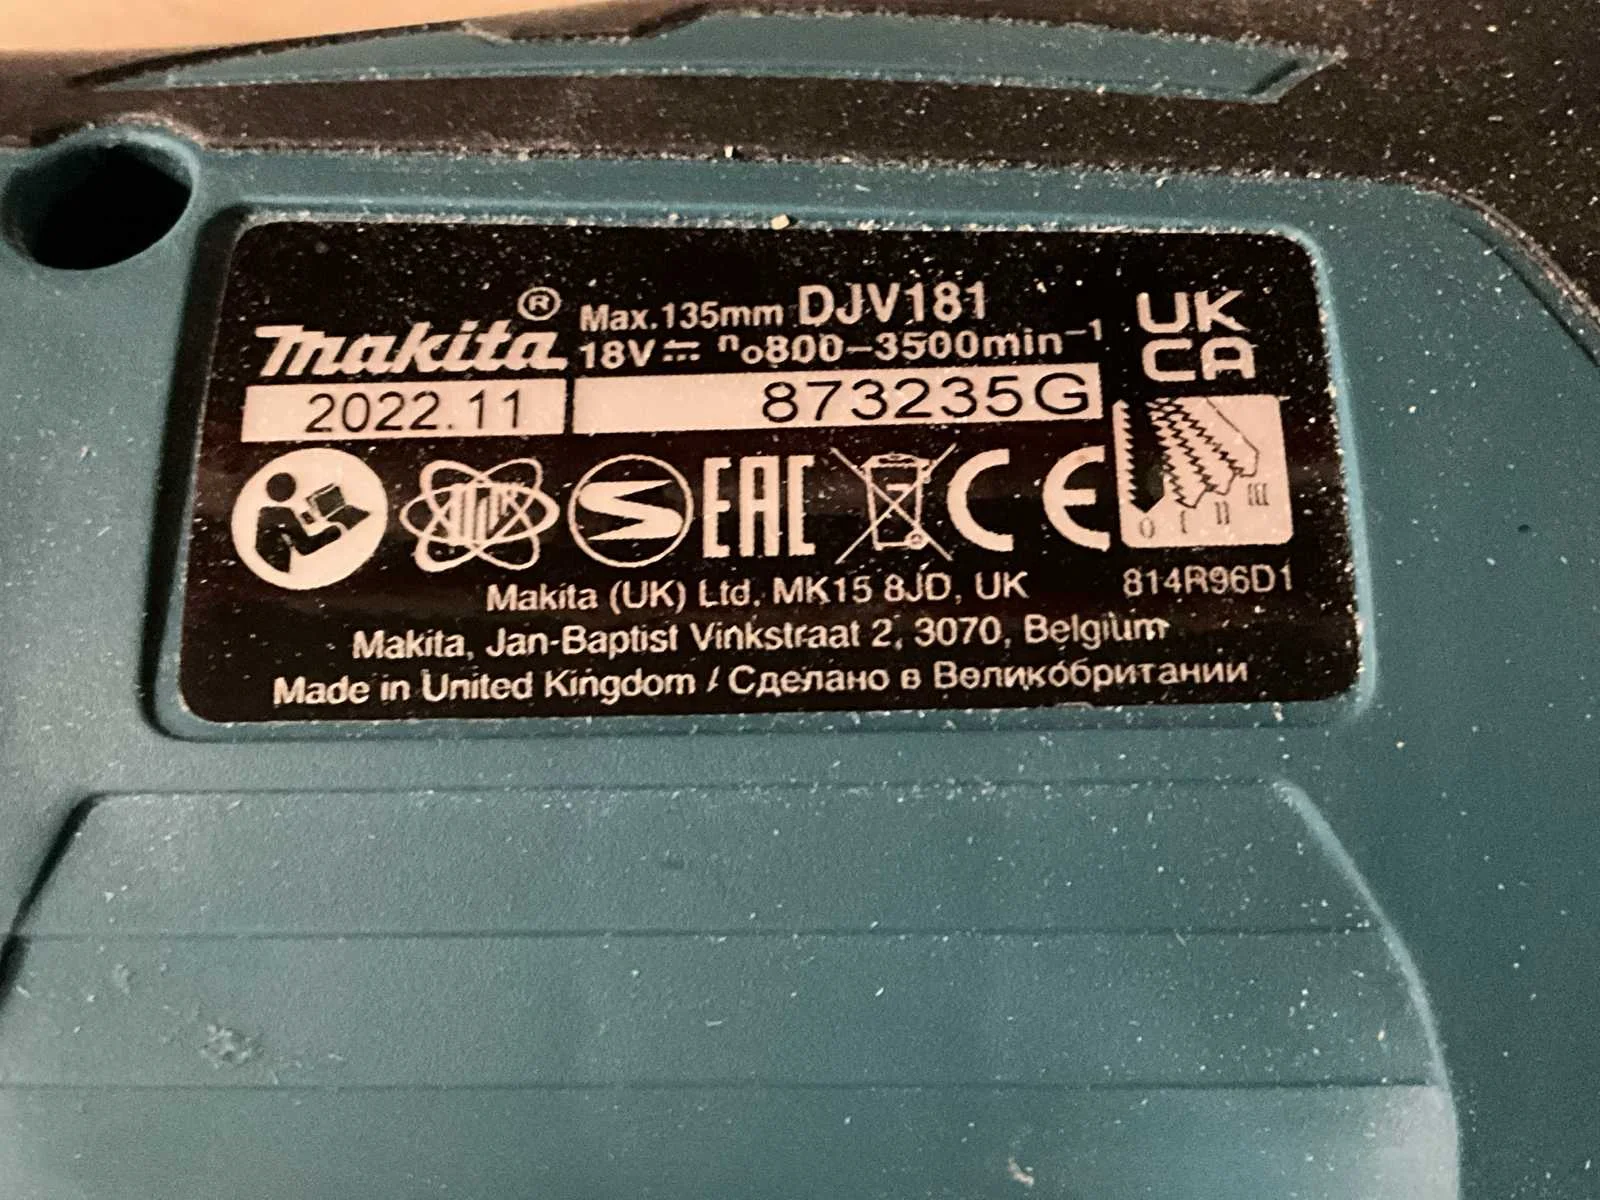 makita® Max.135mm DJV181
18V⎓ n₀800–3500min⁻¹
2022.11 873235G
UK
CA
EAC CE
0 I II III
Makita (UK) Ltd. MK15 8JD, UK 814R96D1
Makita, Jan-Baptist Vinkstraat 2, 3070, Belgium
Made in United Kingdom / Сделано в Великобритании